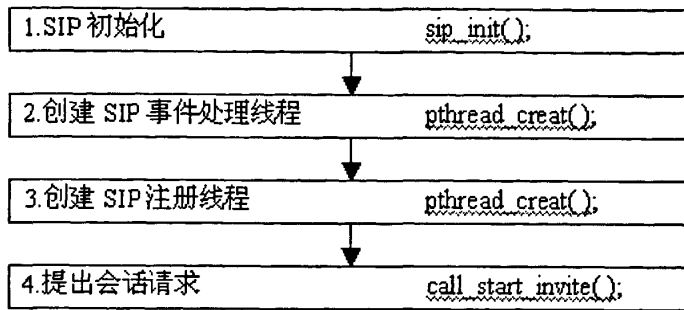 1.SIP 初始化 sip_init( );
2.创建 SIP 事件处理线程 pthread_creat( );
3.创建 SIP 注册线程 pthread_creat( );
4.提出会话请求 call_start_invite( );